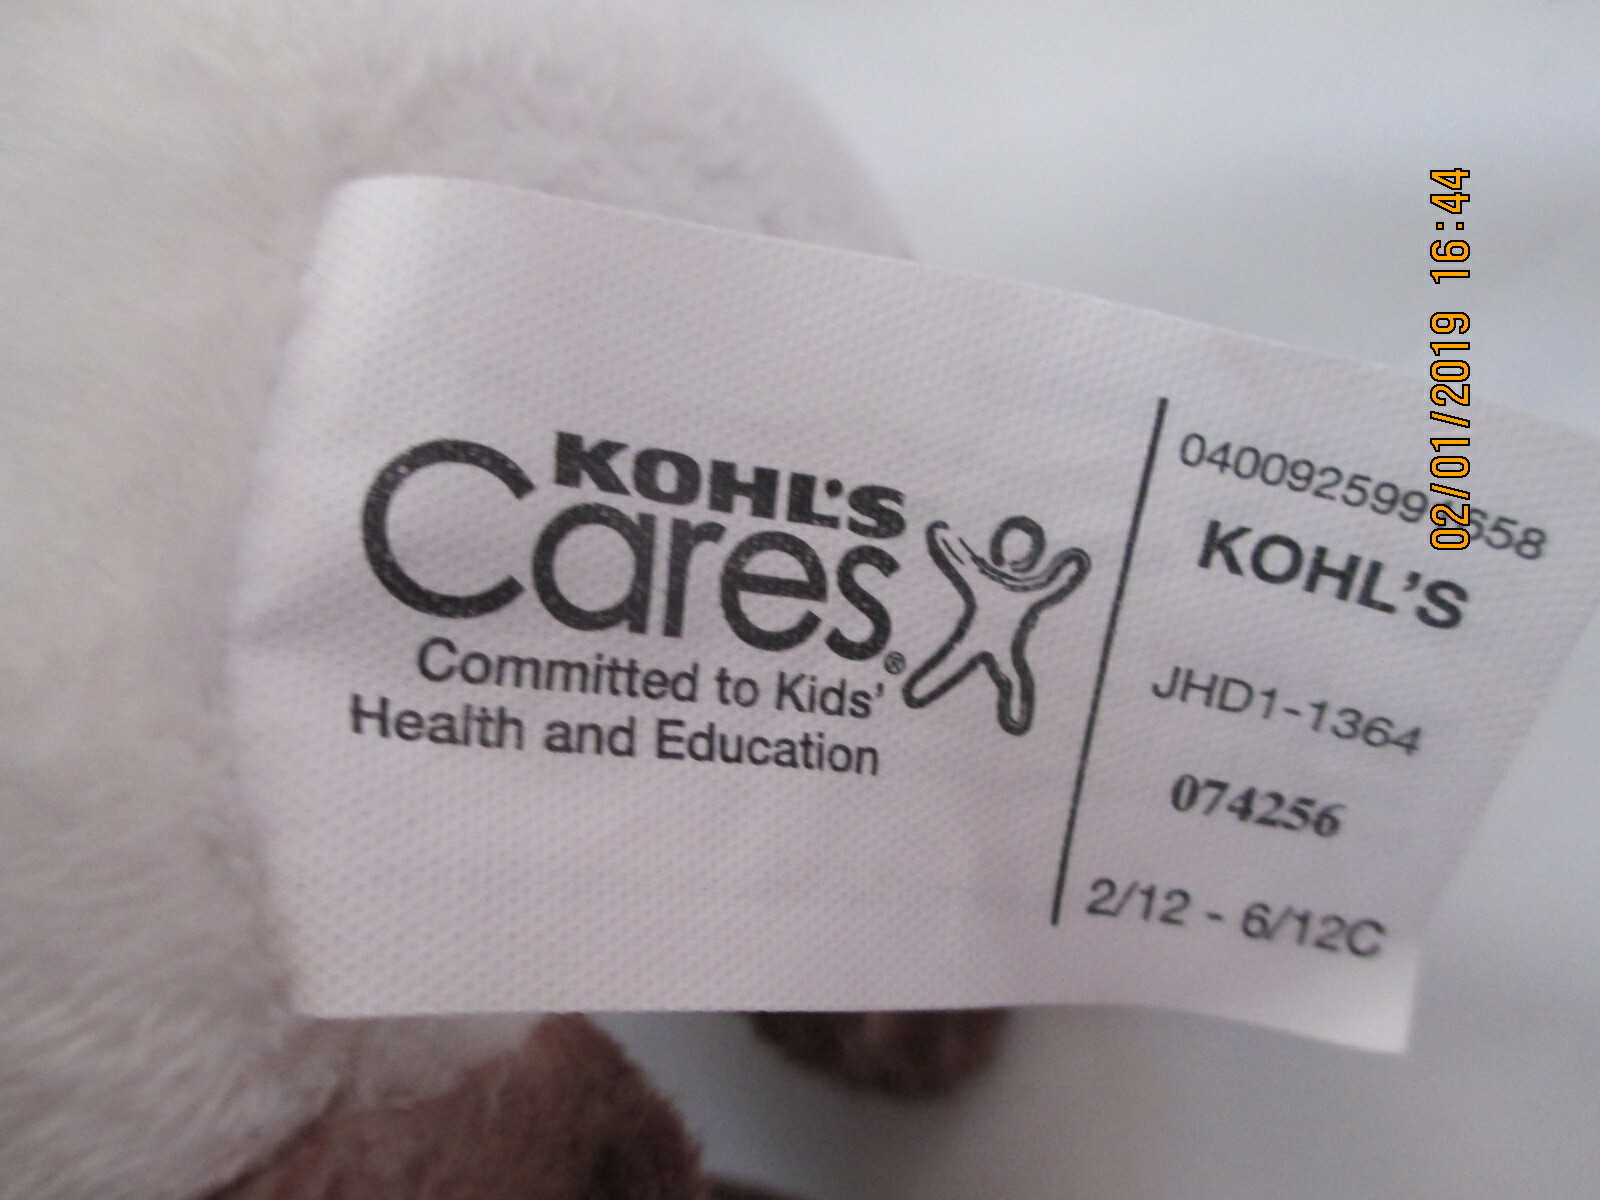 KOHL'S
Cares®
Committed to Kids'
Health and Education
KOHL'S
JHD1-1364
074256
2/12 - 6/12C
02/01/2019 16:44